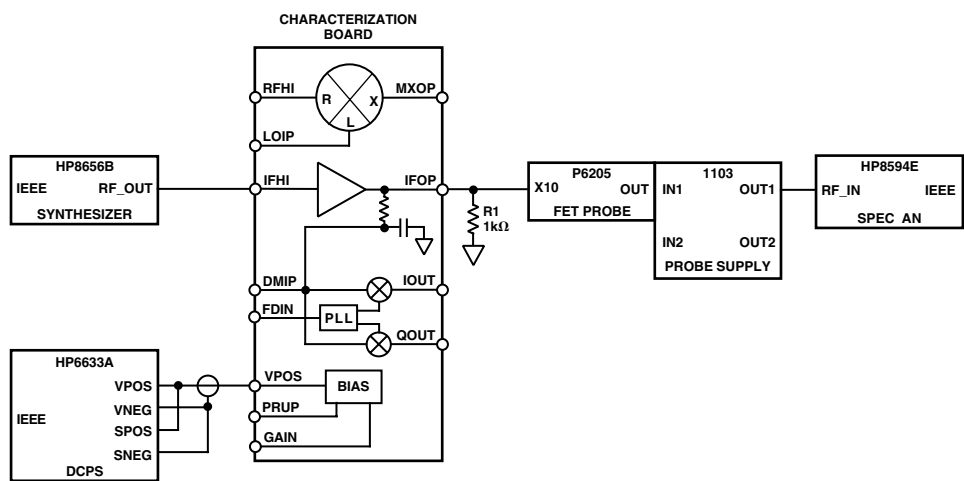 CHARACTERIZATION
BOARD
RFHI
R
X
L
MXOP
LOIP
HP8656B
IEEE RF_OUT
SYNTHESIZER
IFHI
IFOP
R1
1kΩ
P6205
X10 OUT
FET PROBE
1103
IN1 OUT1
IN2 OUT2
PROBE SUPPLY
HP8594E
RF_IN IEEE
SPEC AN
DMIP
IOUT
FDIN
PLL
QOUT
HP6633A
VPOS
IEEE
VNEG
SPOS
SNEG
DCPS
VPOS
BIAS
PRUP
GAIN